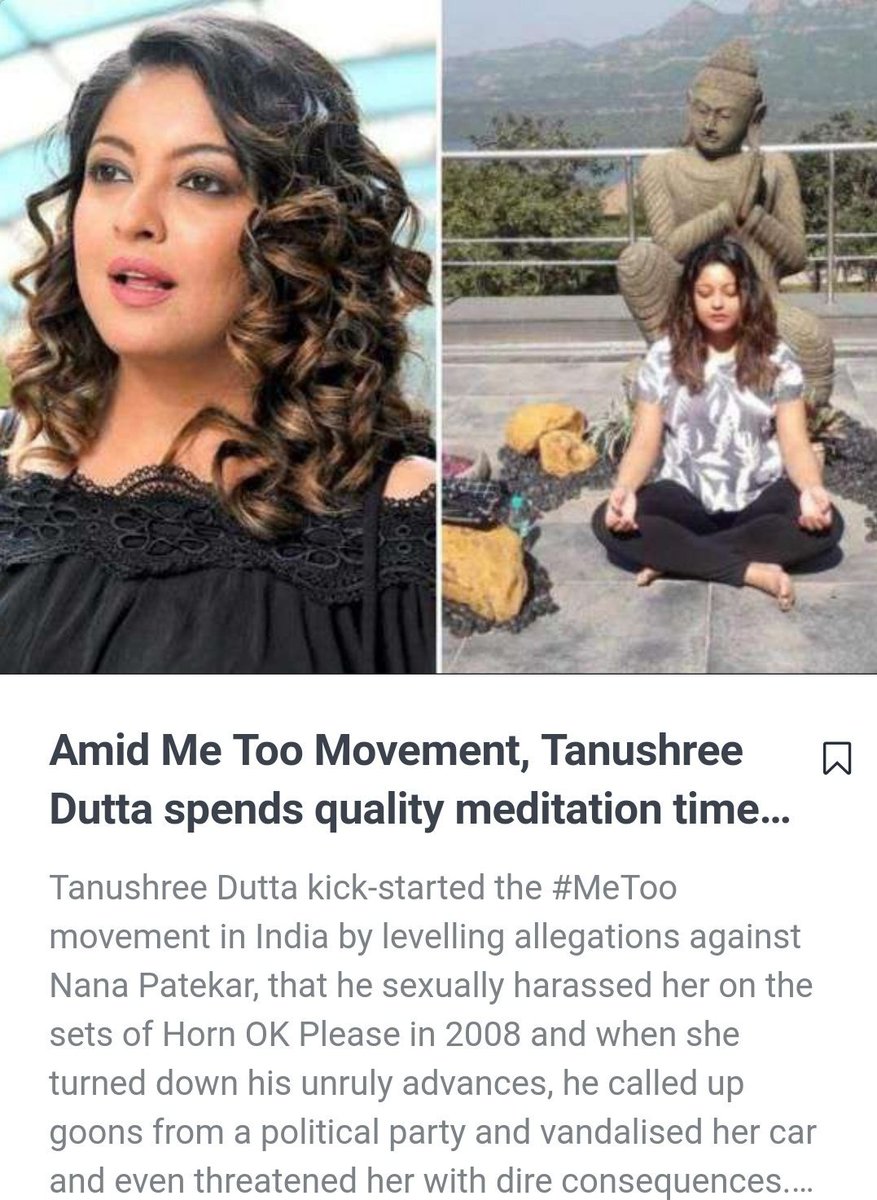 Amid Me Too Movement, Tanushree
Dutta spends quality meditation time...
Tanushree Dutta kick-started the #MeToo
movement in India by levelling allegations against
Nana Patekar, that he sexually harassed her on the
sets of Horn OK Please in 2008 and when she
turned down his unruly advances, he called up
goons from a political party and vandalised her car
and even threatened her with dire consequences....